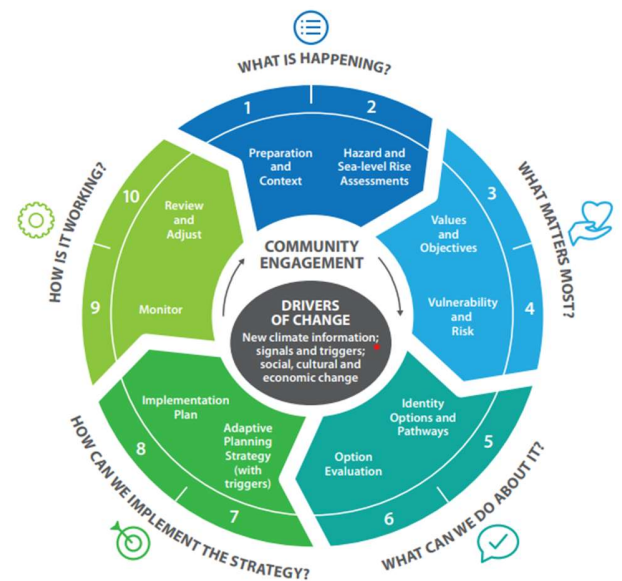 WHAT IS HAPPENING?
1
2
Preparation
and
Context
Hazard and
Sea-level Rise
Assessments
WHAT MATTERS MOST?
3
Values
and
Objectives
4
Vulnerability
and
Risk
WHAT CAN WE DO ABOUT IT?
5
Identity
Options and
Pathways
6
Option
Evaluation
HOW CAN WE IMPLEMENT THE STRATEGY?
7
Adaptive
Planning
Strategy
(with
triggers)
8
Implementation
Plan
HOW IS IT WORKING?
9
Monitor
10
Review
and
Adjust
COMMUNITY
ENGAGEMENT
DRIVERS
OF CHANGE
New climate information;
signals and triggers;
social, cultural and
economic change